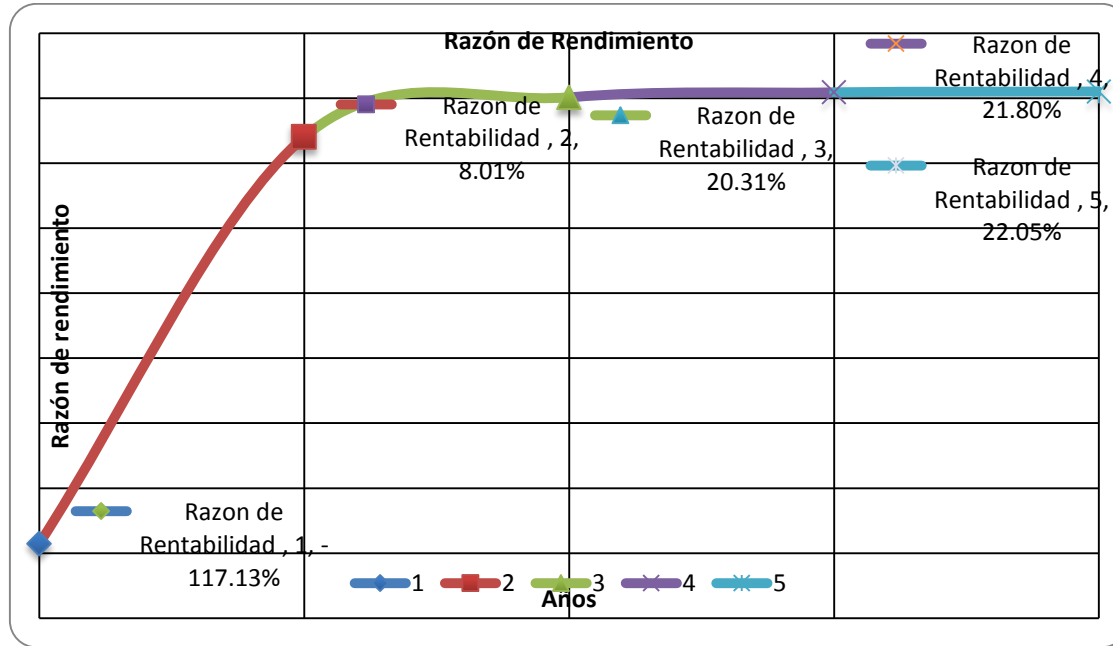 Razón de Rendimiento
Razon de
Rentabilidad , 4,
21.80%
Razon de
Rentabilidad , 2,
8.01%
Razon de
Rentabilidad , 3,
20.31%
Razon de
Rentabilidad , 5,
22.05%
Razón de rendimiento
Razon de
Rentabilidad , 1, -
117.13%
1 2 3 4 5
Años